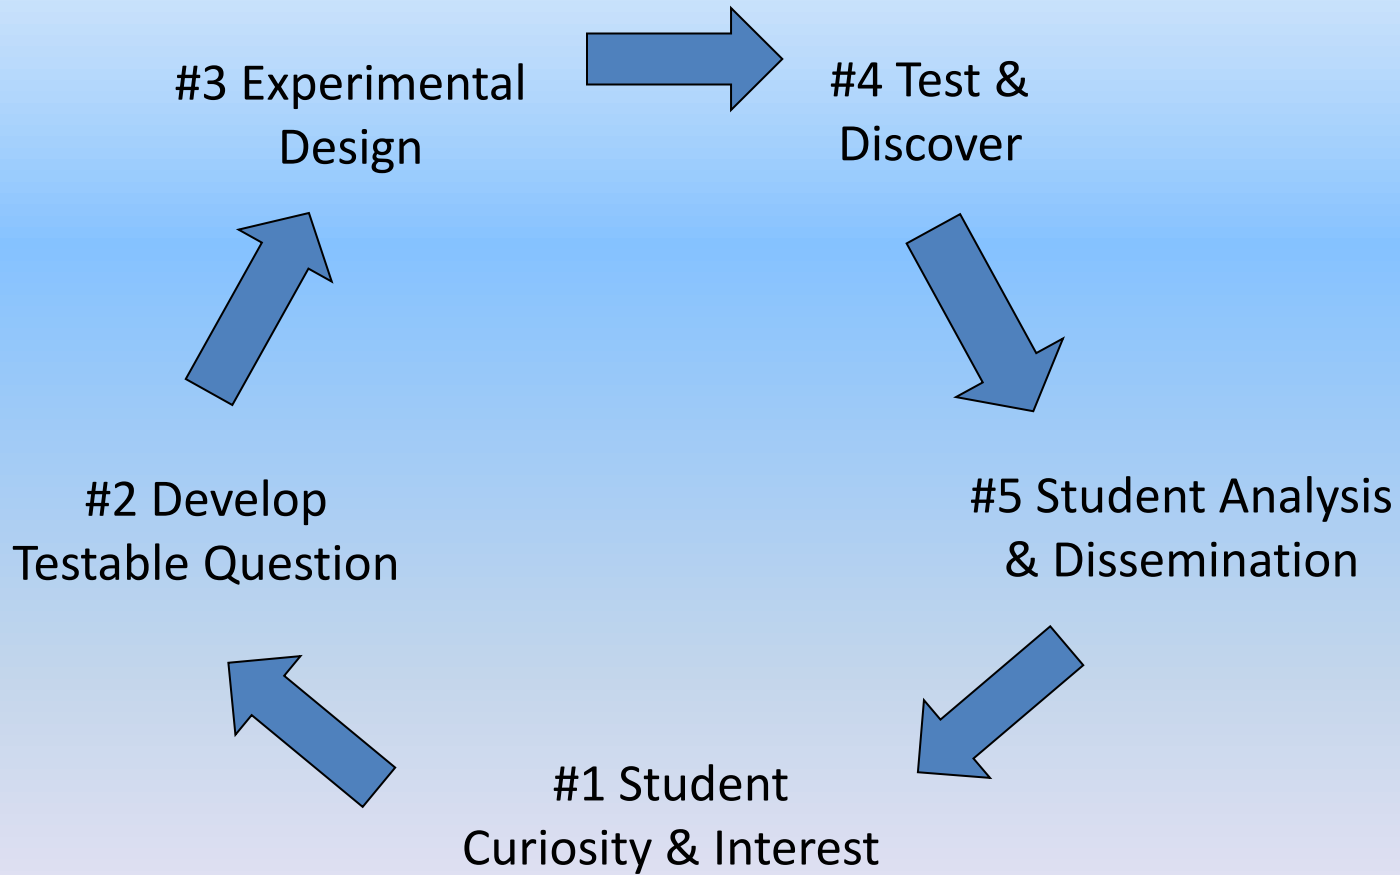 #3 Experimental
Design
#4 Test &
Discover
#2 Develop
Testable Question
#5 Student Analysis
& Dissemination
#1 Student
Curiosity & Interest